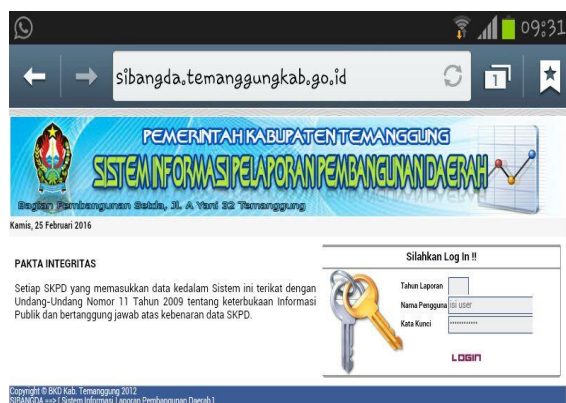 09:31
sibangda.temanggungkab.go.id
1
PEMERINTAH KABUPATEN TEMANGGUNG
SISTEM INFORMASI PELAPORAN PEMBANGUNAN DAERAH
Bagian Pembangunan Setda, Jl. A Yani 32 Temanggung
Kamis, 25 Februari 2016
PAKTA INTEGRITAS
Setiap SKPD yang memasukkan data kedalam Sistem ini terikat dengan
Undang-Undang Nomor 11 Tahun 2009 tentang keterbukaan Informasi
Publik dan bertanggung jawab atas kebenaran data SKPD.
Silahkan Log In !!
Tahun Laporan
Nama Pengguna isi user
Kata Kunci ************
LOGIN
Copyright © BKD Kab. Temanggung 2012
SIBANGDA ==> [ Sistem Informasi Laporan Pembangunan Daerah ]